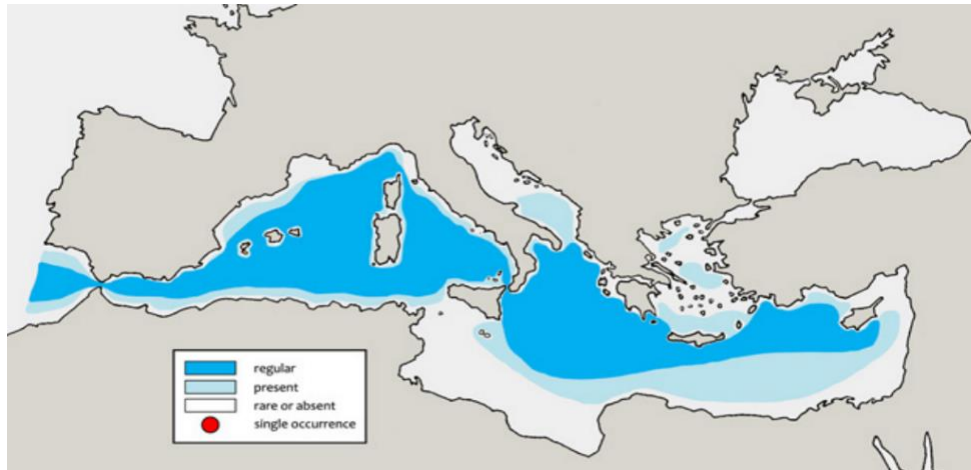 regular
present
rare or absent
single occurrence